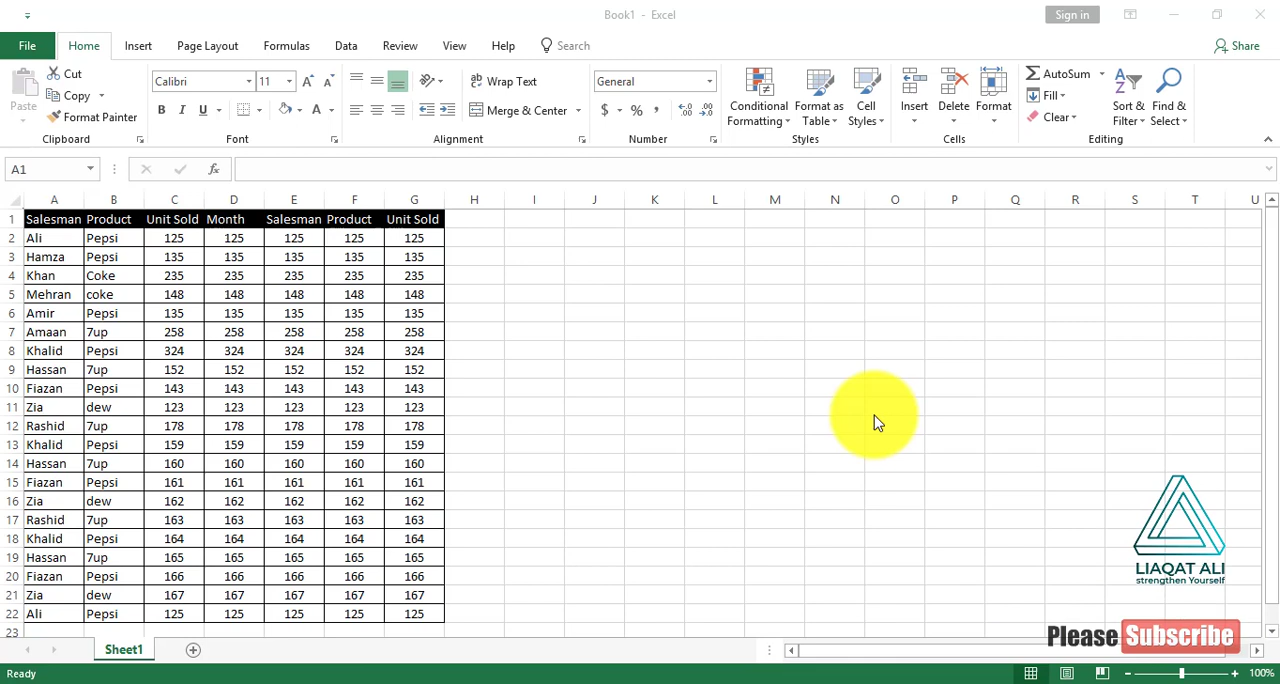 Book1 - Excel
Sign in
File Home Insert Page Layout Formulas Data Review View Help Search Share
Paste
Cut
Copy
Format Painter
Clipboard
Calibri 11
B I U A
Font
Wrap Text
Merge & Center
Alignment
General
$ % ,
Number
Conditional Formatting
Format as Table
Cell Styles
Styles
Insert
Delete
Format
Cells
AutoSum
Fill
Clear
Sort & Filter
Find & Select
Editing
A1 fx
A B C D E F G H I J K L M N O P Q R S T U
1 Salesman Product Unit Sold Month Salesman Product Unit Sold
2 Ali Pepsi 125 125 125 125 125
3 Hamza Pepsi 135 135 135 135 135
4 Khan Coke 235 235 235 235 235
5 Mehran coke 148 148 148 148 148
6 Amir Pepsi 135 135 135 135 135
7 Amaan 7up 258 258 258 258 258
8 Khalid Pepsi 324 324 324 324 324
9 Hassan 7up 152 152 152 152 152
10 Fiazan Pepsi 143 143 143 143 143
11 Zia dew 123 123 123 123 123
12 Rashid 7up 178 178 178 178 178
13 Khalid Pepsi 159 159 159 159 159
14 Hassan 7up 160 160 160 160 160
15 Fiazan Pepsi 161 161 161 161 161
16 Zia dew 162 162 162 162 162
17 Rashid 7up 163 163 163 163 163
18 Khalid Pepsi 164 164 164 164 164
19 Hassan 7up 165 165 165 165 165
20 Fiazan Pepsi 166 166 166 166 166
21 Zia dew 167 167 167 167 167
22 Ali Pepsi 125 125 125 125 125
23
LIAQAT ALI
strengthen Yourself
Please Subscribe
Sheet1
Ready
100%